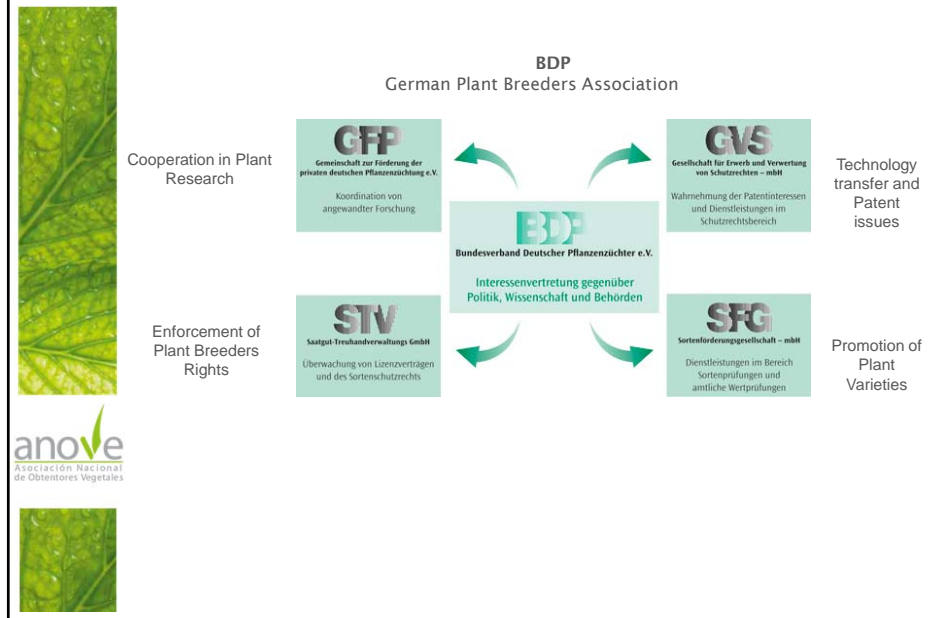 BDP
German Plant Breeders Association
Cooperation in Plant
Research
GFP
Gemeinschaft zur Förderung der
privaten deutschen Pflanzenzüchtung e.V.
Koordination von
angewandter Forschung
GVS
Gesellschaft für Erwerb und Verwertung
von Schutzrechten – mbH
Wahrnehmung der Patentinteressen
und Dienstleistungen im
Schutzrechtsbereich
Technology
transfer and
Patent
issues
BDP
Bundesverband Deutscher Pflanzenzüchter e.V.
Interessenvertretung gegenüber
Politik, Wissenschaft und Behörden
Enforcement of
Plant Breeders
Rights
STV
Saatgut-Treuhandverwaltungs GmbH
Überwachung von Lizenzverträgen
und des Sortenschutzrechts
SFG
Sortenförderungsgesellschaft – mbH
Dienstleistungen im Bereich
Sortenprüfungen und
amtliche Wertprüfungen
Promotion of
Plant
Varieties
anove
Asociación Nacional
de Obtentores Vegetales